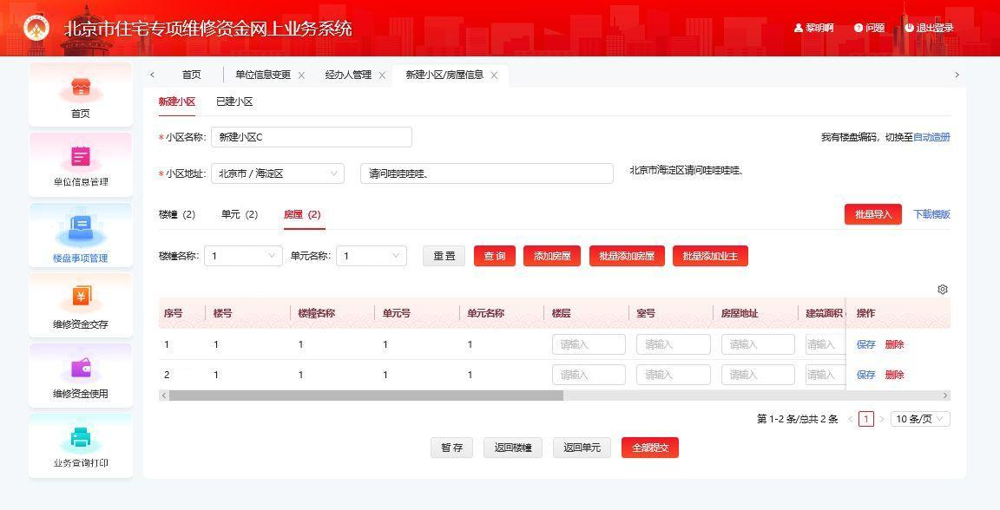 北京市住宅专项维修资金网上业务系统
黎明啊 问题 退出登录
首页 单位信息变更 经办人管理 新建小区/房屋信息
首页
单位信息管理
楼盘事项管理
维修资金交存
维修资金使用
业务查询打印
新建小区 已建小区
*小区名称: 新建小区C 我有楼盘编码，切换至自动造册
*小区地址: 北京市 / 海淀区 请问哇哇哇哇、 北京市海淀区请问哇哇哇哇、
楼幢 (2) 单元 (2) 房屋 (2) 批量导入 下载模版
楼幢名称: 1 单元名称: 1 重 置 查 询 添加房屋 批量添加房屋 批量添加业主
序号 楼号 楼幢名称 单元号 单元名称 楼层 室号 房屋地址 建筑面积 操作
1 1 1 1 1 请输入 请输入 请输入 请输入 保存 删除
2 1 1 1 1 请输入 请输入 请输入 请输入 保存 删除
第 1-2 条/总共 2 条 < 1 > 10 条/页
暂 存 返回楼幢 返回单元 全部提交